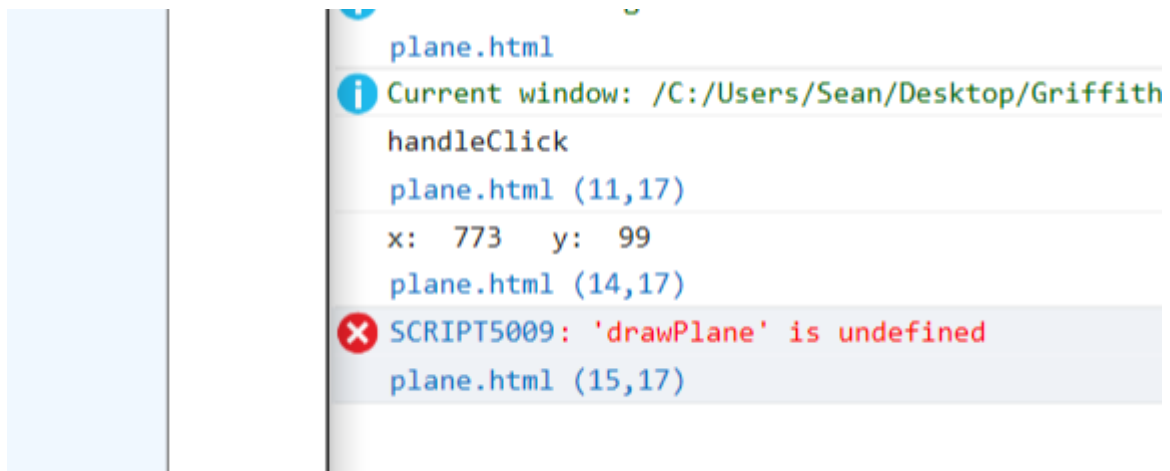 plane.html
Current window: /C:/Users/Sean/Desktop/Griffith
handleClick
plane.html (11,17)
x:  773   y:  99
plane.html (14,17)
SCRIPT5009: 'drawPlane' is undefined
plane.html (15,17)